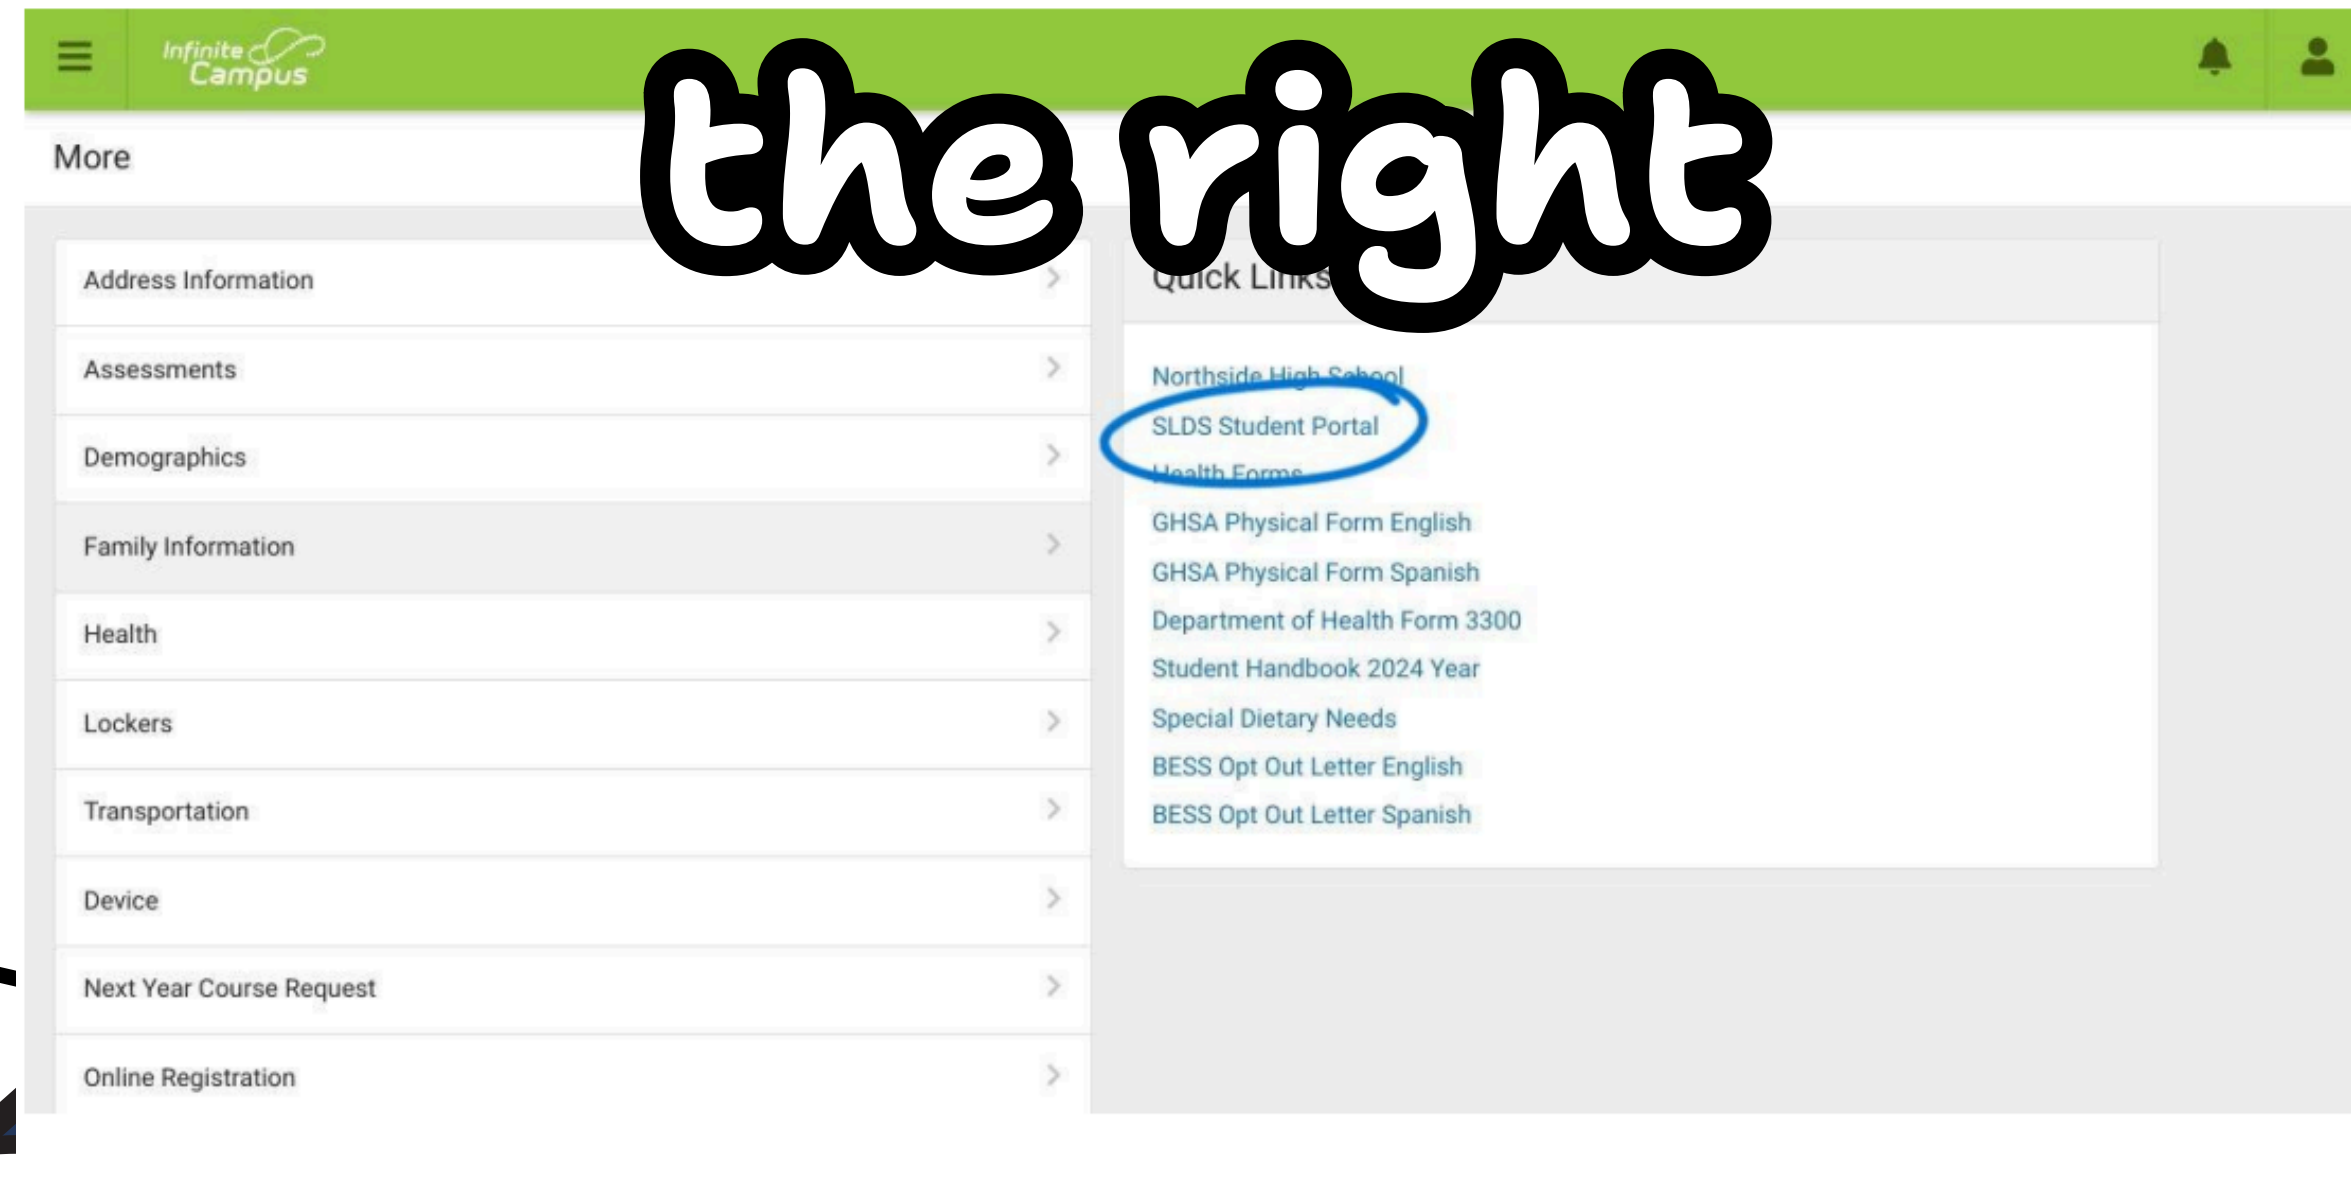 Infinite
Campus
the right
More
Address Information
Assessments
Demographics
Family Information
Health
Lockers
Transportation
Device
Next Year Course Request
Online Registration
Quick Links
Northside High School
SLDS Student Portal
Health Forms
GHSA Physical Form English
GHSA Physical Form Spanish
Department of Health Form 3300
Student Handbook 2024 Year
Special Dietary Needs
BESS Opt Out Letter English
BESS Opt Out Letter Spanish